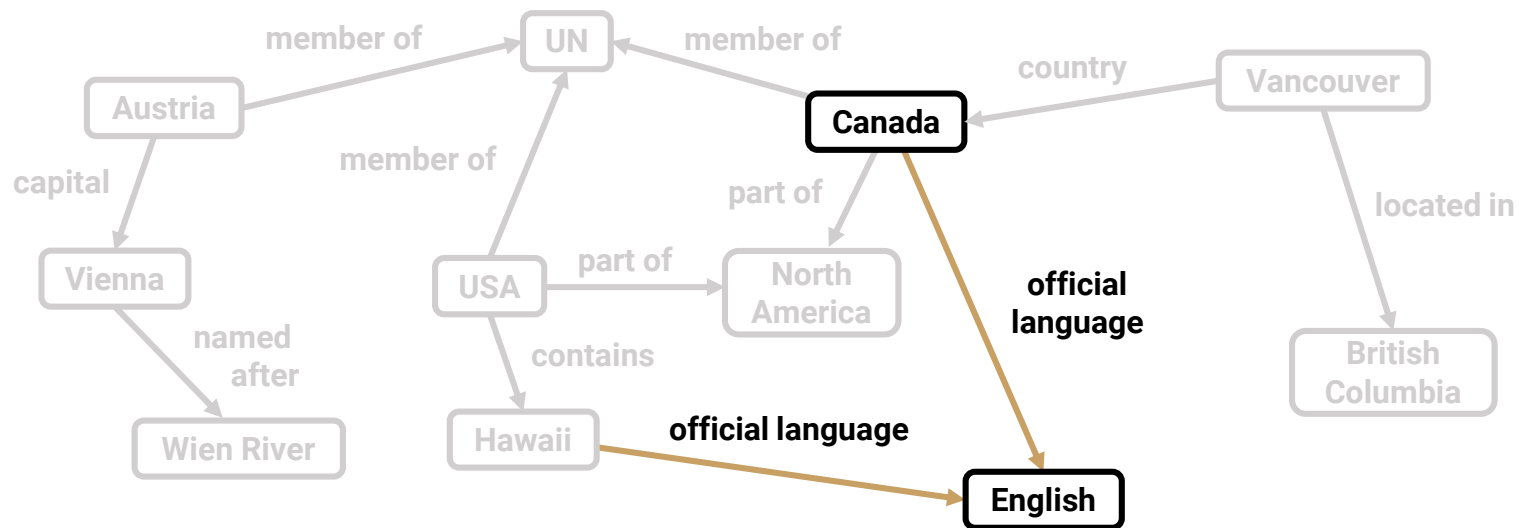 member of
UN
member of
country
Vancouver
Austria
Canada
member of
capital
part of
located in
Vienna
USA
part of
North
America
official
language
named
after
contains
British
Columbia
Wien River
Hawaii
official language
English